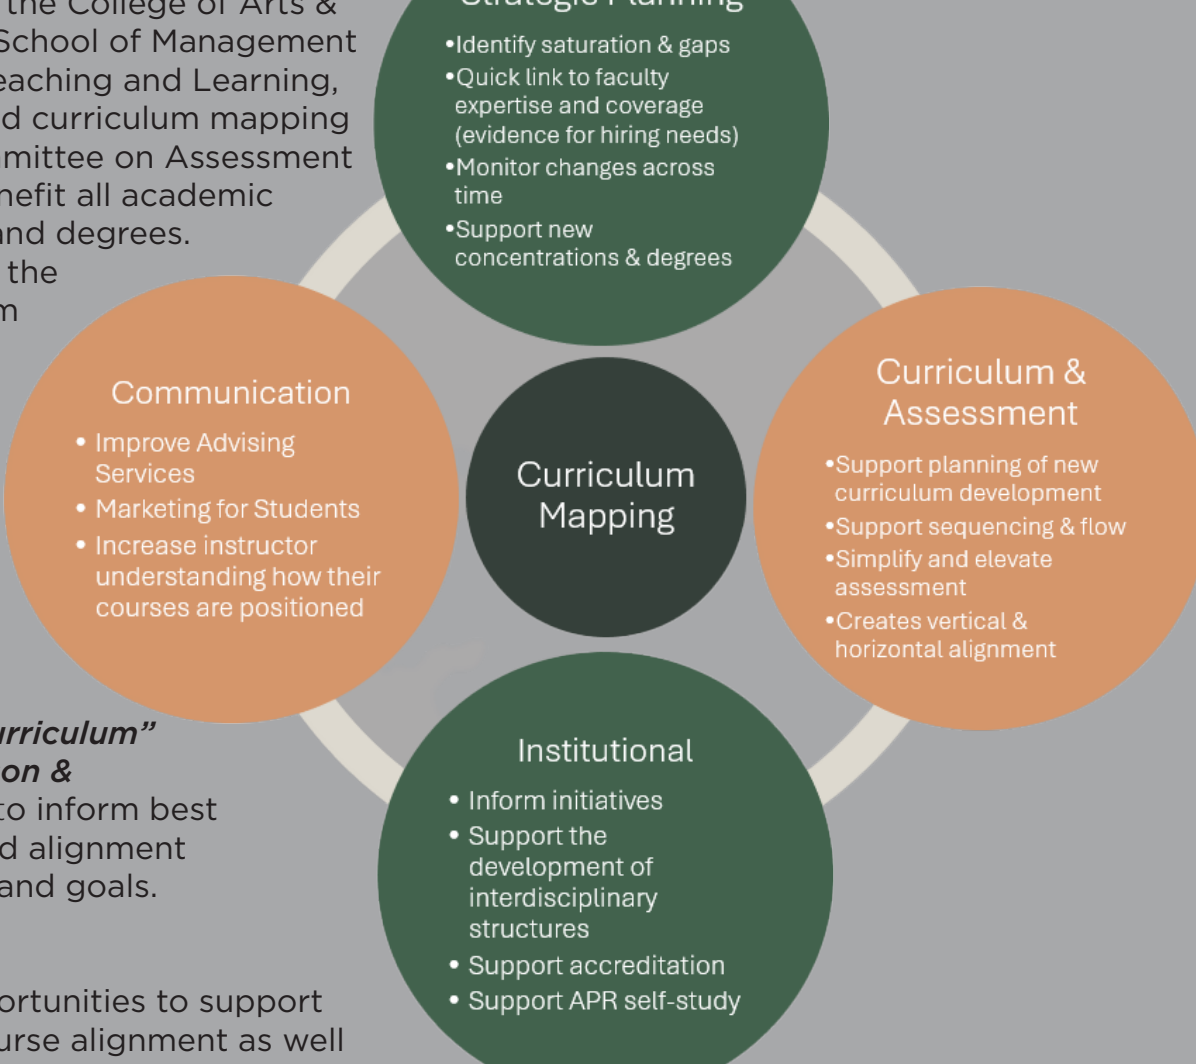 the College of Arts &
School of Management
eaching and Learning,
d curriculum mapping
mmittee on Assessment
nefit all academic
and degrees.
the
m
urriculum”
on &
to inform best
d alignment
and goals.
ortunities to support
urse alignment as well
Strategic Planning
•Identify saturation & gaps
•Quick link to faculty
expertise and coverage
(evidence for hiring needs)
•Monitor changes across
time
•Support new
concentrations & degrees
Communication
• Improve Advising
Services
• Marketing for Students
• Increase instructor
understanding how their
courses are positioned
Curriculum
Mapping
Curriculum &
Assessment
•Support planning of new
curriculum development
•Support sequencing & flow
•Simplify and elevate
assessment
•Creates vertical &
horizontal alignment
Institutional
• Inform initiatives
• Support the
development of
interdisciplinary
structures
• Support accreditation
• Support APR self-study